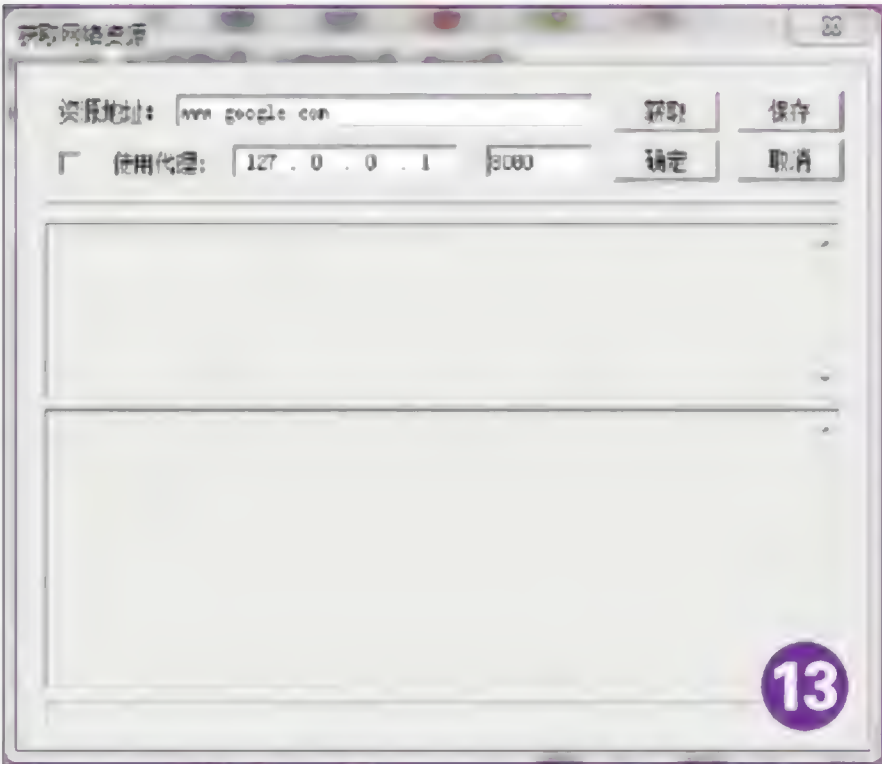 获取网络资源
资源地址： www google com 获取 保存
使用代理： 127 . 0 . 0 . 1 8080 确定 取消
13